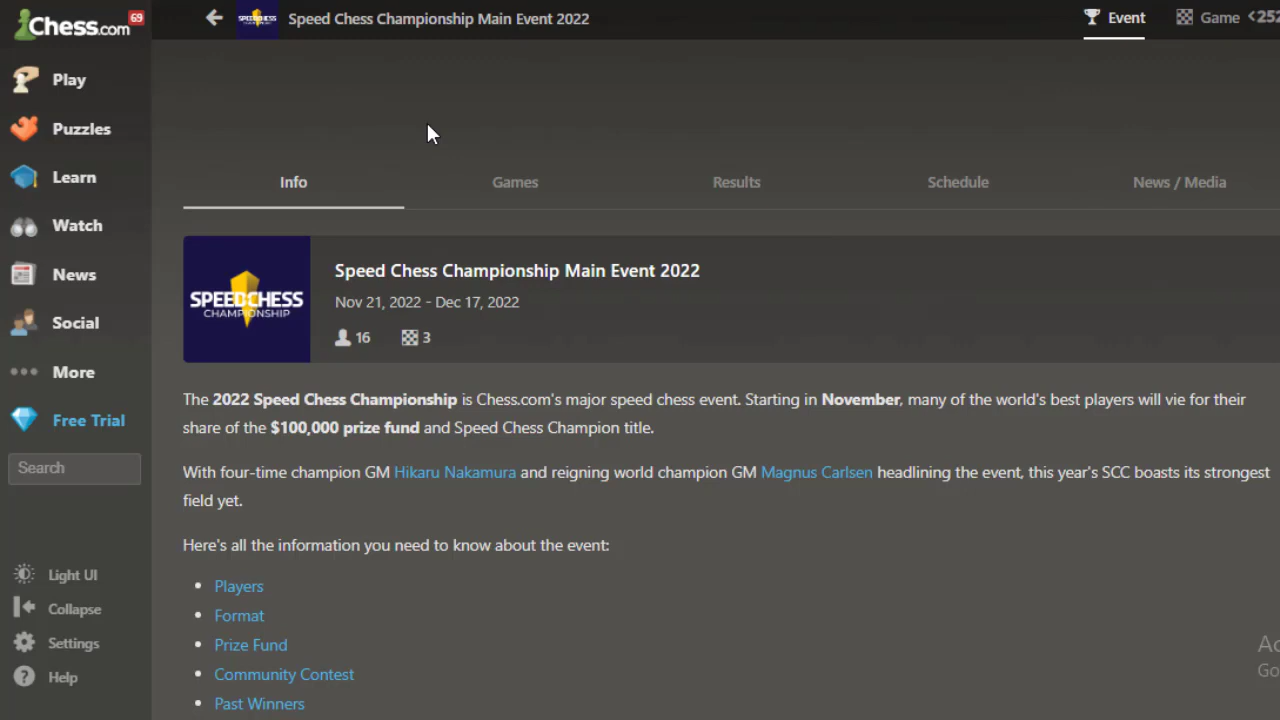 Chess.com 69
SPEEDCHESS Speed Chess Championship Main Event 2022 Event Game <252
Play
Puzzles
Learn
Watch
News
Social
More
Free Trial
Search
Light UI
Collapse
Settings
Help
Info Games Results Schedule News / Media
SPEEDCHESS
CHAMPIONSHIP
Speed Chess Championship Main Event 2022
Nov 21, 2022 - Dec 17, 2022
16 3
The 2022 Speed Chess Championship is Chess.com's major speed chess event. Starting in November, many of the world's best players will vie for their
share of the $100,000 prize fund and Speed Chess Champion title.
With four-time champion GM Hikaru Nakamura and reigning world champion GM Magnus Carlsen headlining the event, this year's SCC boasts its strongest
field yet.
Here's all the information you need to know about the event:
• Players
• Format
• Prize Fund
• Community Contest
• Past Winners
Ac
Go